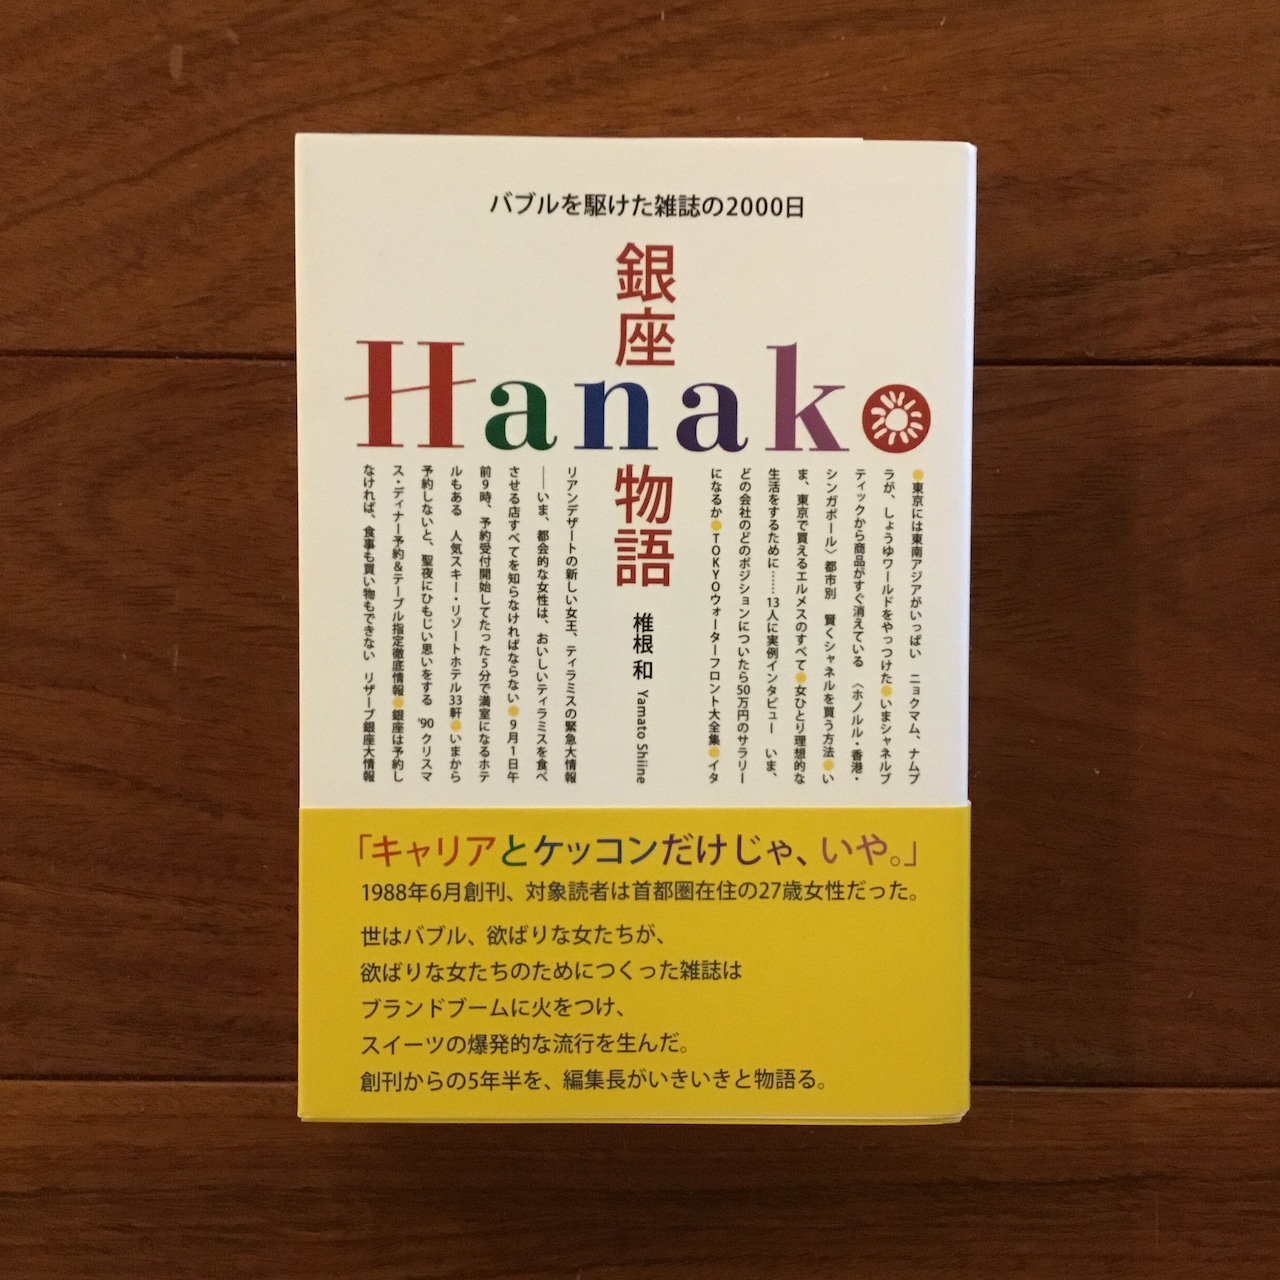 バブルを駆けた雑誌の2000日
銀座
Hanako
物語
椎根 和 Yamato Shiine
●東京には東南アジアがいっぱい ニョクマム、ナムプ
ラが、しょうゆワールドをやっつけた●いまシャネルブ
ティックから商品がすぐ消えている 〈ホノルル・香港・
シンガポール〉都市別 賢くシャネルを買う方法●い
ま、東京で買えるエルメスのすべて●女ひとり理想的な
生活をするために……13人に実例インタビュー いま、
どの会社のどのポジションについたら50万円のサラリー
になるか●TOKYOウォーターフロント大全集●イタ
リアンデザートの新しい女王、ティラミスの緊急大情報
──いま、都会的な女性は、おいしいティラミスを食べ
させる店すべてを知らなければならない●9月1日午
前9時、予約受付開始してたった5分で満室になるホテ
ルもある 人気スキー・リゾートホテル33軒●いまから
予約しないと、聖夜にひもじい思いをする '90クリスマ
ス・ディナー予約&テーブル指定徹底情報●銀座は予約し
なければ、食事も買い物もできない リザーブ銀座大情報
「キャリアとケッコンだけじゃ、いや。」
1988年6月創刊、対象読者は首都圏在住の27歳女性だった。
世はバブル、欲ばりな女たちが、
欲ばりな女たちのためにつくった雑誌は
ブランドブームに火をつけ、
スイーツの爆発的な流行を生んだ。
創刊からの5年半を、編集長がいきいきと物語る。